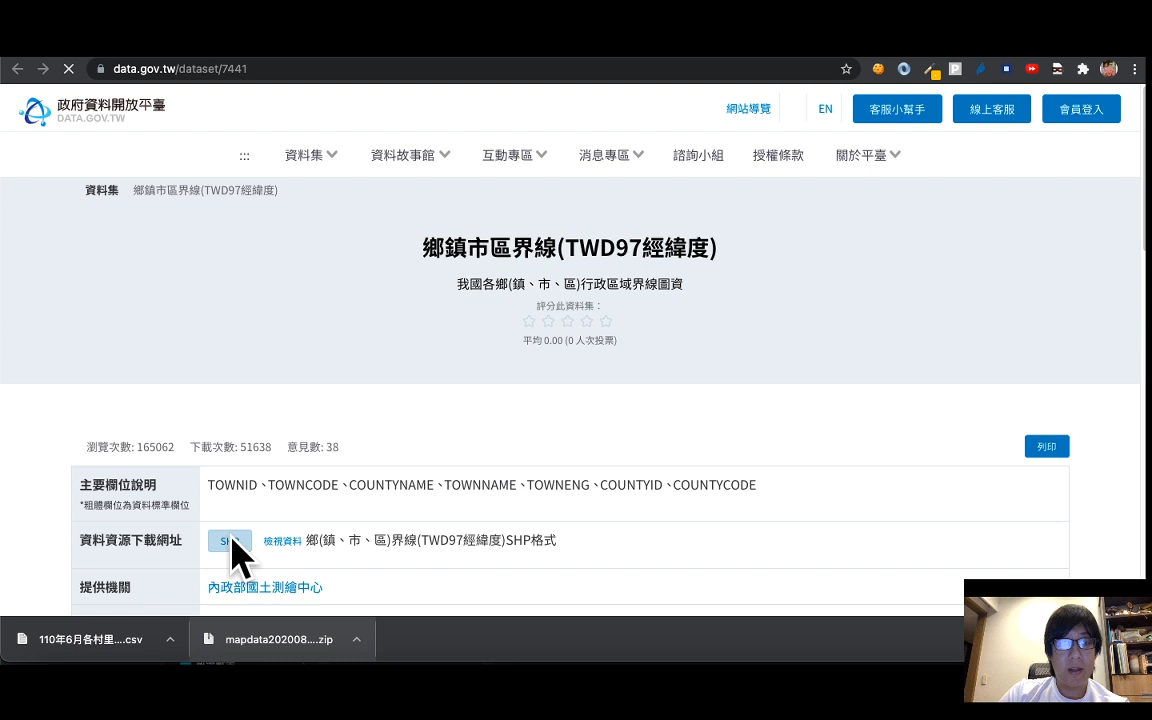 data.gov.tw/dataset/7441
政府資料開放平臺
DATA.GOV.TW
網站導覽 EN 客服小幫手 線上客服 會員登入
::: 資料集 資料故事館 互動專區 消息專區 諮詢小組 授權條款 關於平臺
資料集 鄉鎮市區界線(TWD97經緯度)
鄉鎮市區界線(TWD97經緯度)
我國各鄉(鎮、市、區)行政區域界線圖資
評分此資料集：
平均 0.00 (0 人次投票)
瀏覽次數: 165062 下載次數: 51638 意見數: 38 列印
主要欄位說明 TOWNID、TOWNCODE、COUNTYNAME、TOWNNAME、TOWNENG、COUNTYID、COUNTYCODE
*粗體欄位為資料標準欄位
資料資源下載網址 檢視資料 鄉(鎮、市、區)界線(TWD97經緯度)SHP格式
提供機關 內政部國土測繪中心
110年6月各村里....csv mapdata202008....zip